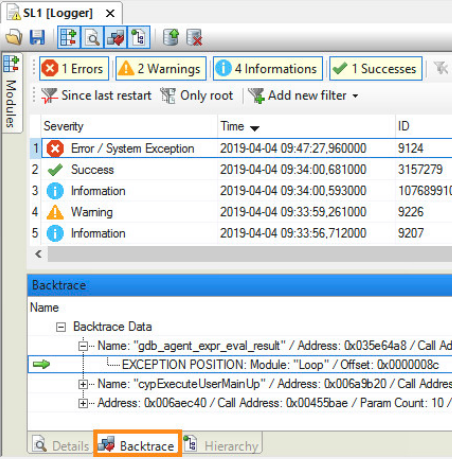 SL1 [Logger] x
Modules
1 Errors 2 Warnings 4 Informations 1 Successes
Since last restart Only root Add new filter
Severity Time ID
1 Error / System Exception 2019-04-04 09:47:27,960000 9124
2 Success 2019-04-04 09:34:00,681000 3157279
3 Information 2019-04-04 09:34:00,593000 107689910
4 Warning 2019-04-04 09:33:59,261000 9226
5 Information 2019-04-04 09:33:56,712000 9207
Backtrace
Name
Backtrace Data
Name: "gdb_agent_expr_eval_result" / Address: 0x035e64a8 / Call Ad
EXCEPTION POSITION: Module: "Loop" / Offset: 0x0000008c
Name: "cypExecuteUserMainUp" / Address: 0x006a9b20 / Call Addres
Address: 0x006aec40 / Call Address: 0x00455bae / Param Count: 10 /
Details Backtrace Hierarchy